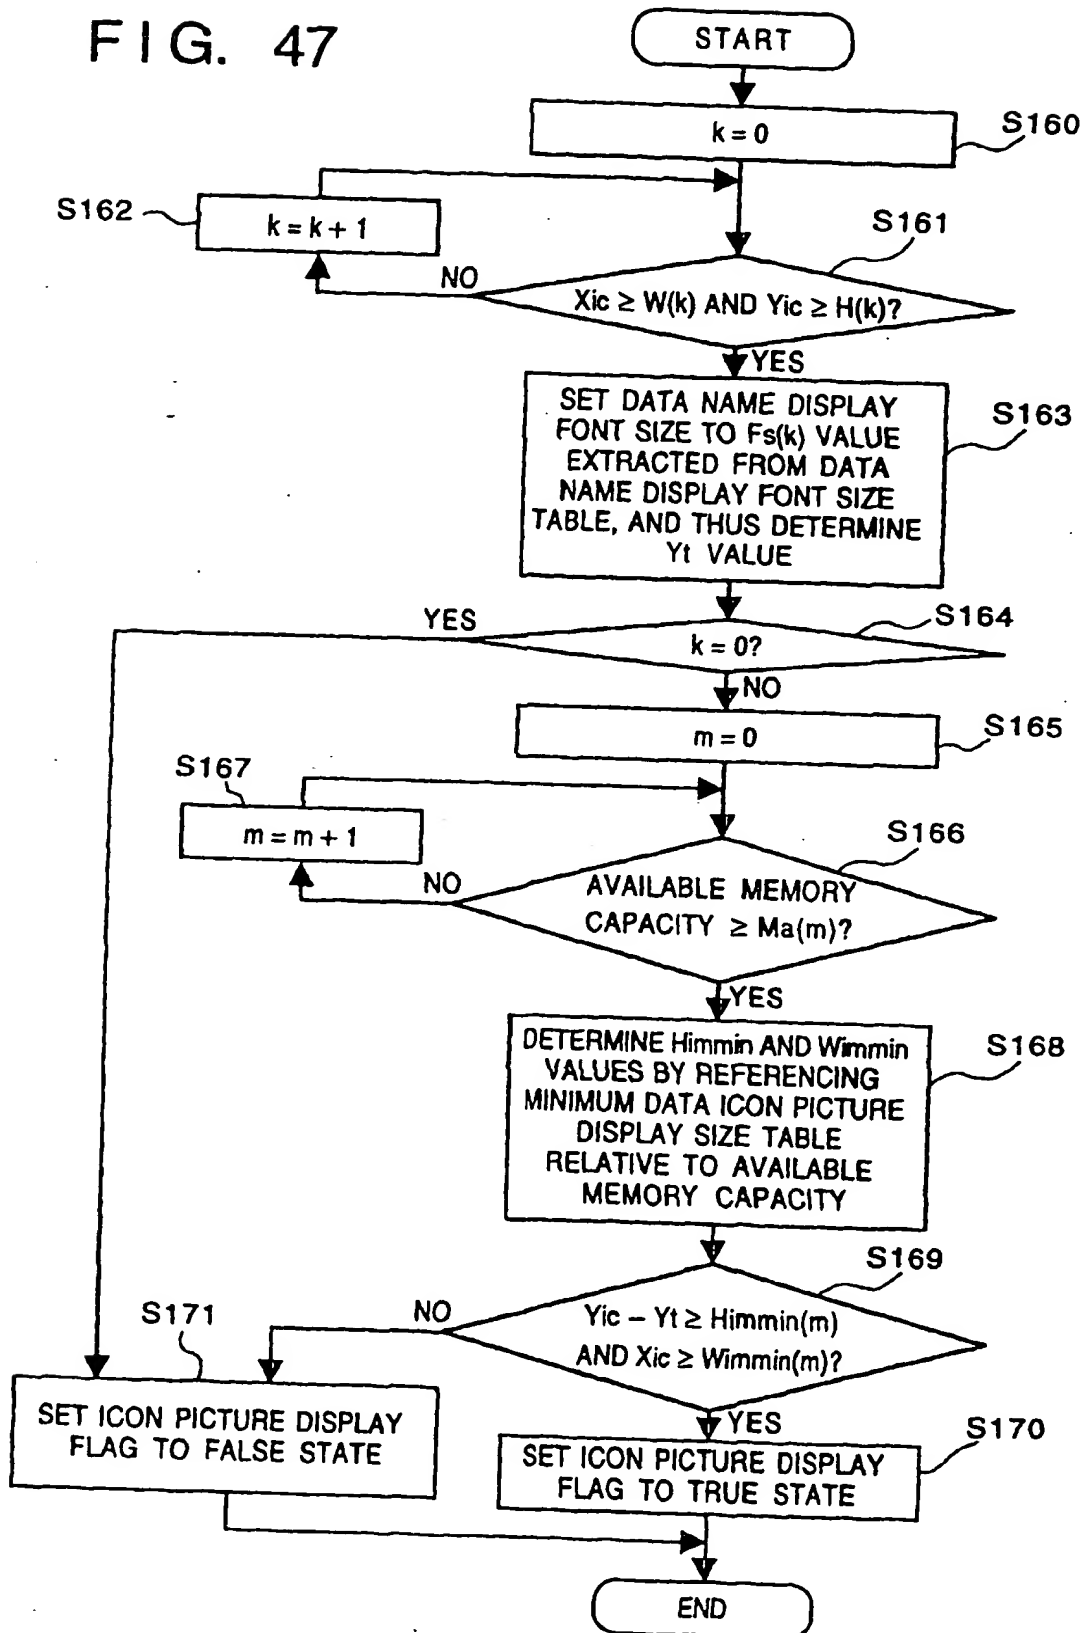 FIG. 47
START
k = 0
S160
S162
k = k + 1
S161
NO
Xic ≥ W(k) AND Yic ≥ H(k)?
YES
SET DATA NAME DISPLAY
FONT SIZE TO Fs(k) VALUE
EXTRACTED FROM DATA
NAME DISPLAY FONT SIZE
TABLE, AND THUS DETERMINE
Yt VALUE
S163
YES
S164
k = 0?
NO
m = 0
S165
S167
m = m + 1
S166
NO
AVAILABLE MEMORY
CAPACITY ≥ Ma(m)?
YES
DETERMINE Himmin AND Wimmin
VALUES BY REFERENCING
MINIMUM DATA ICON PICTURE
DISPLAY SIZE TABLE
RELATIVE TO AVAILABLE
MEMORY CAPACITY
S168
S169
NO
Yic – Yt ≥ Himmin(m)
AND Xic ≥ Wimmin(m)?
S171
YES
SET ICON PICTURE DISPLAY
FLAG TO FALSE STATE
S170
SET ICON PICTURE DISPLAY
FLAG TO TRUE STATE
END